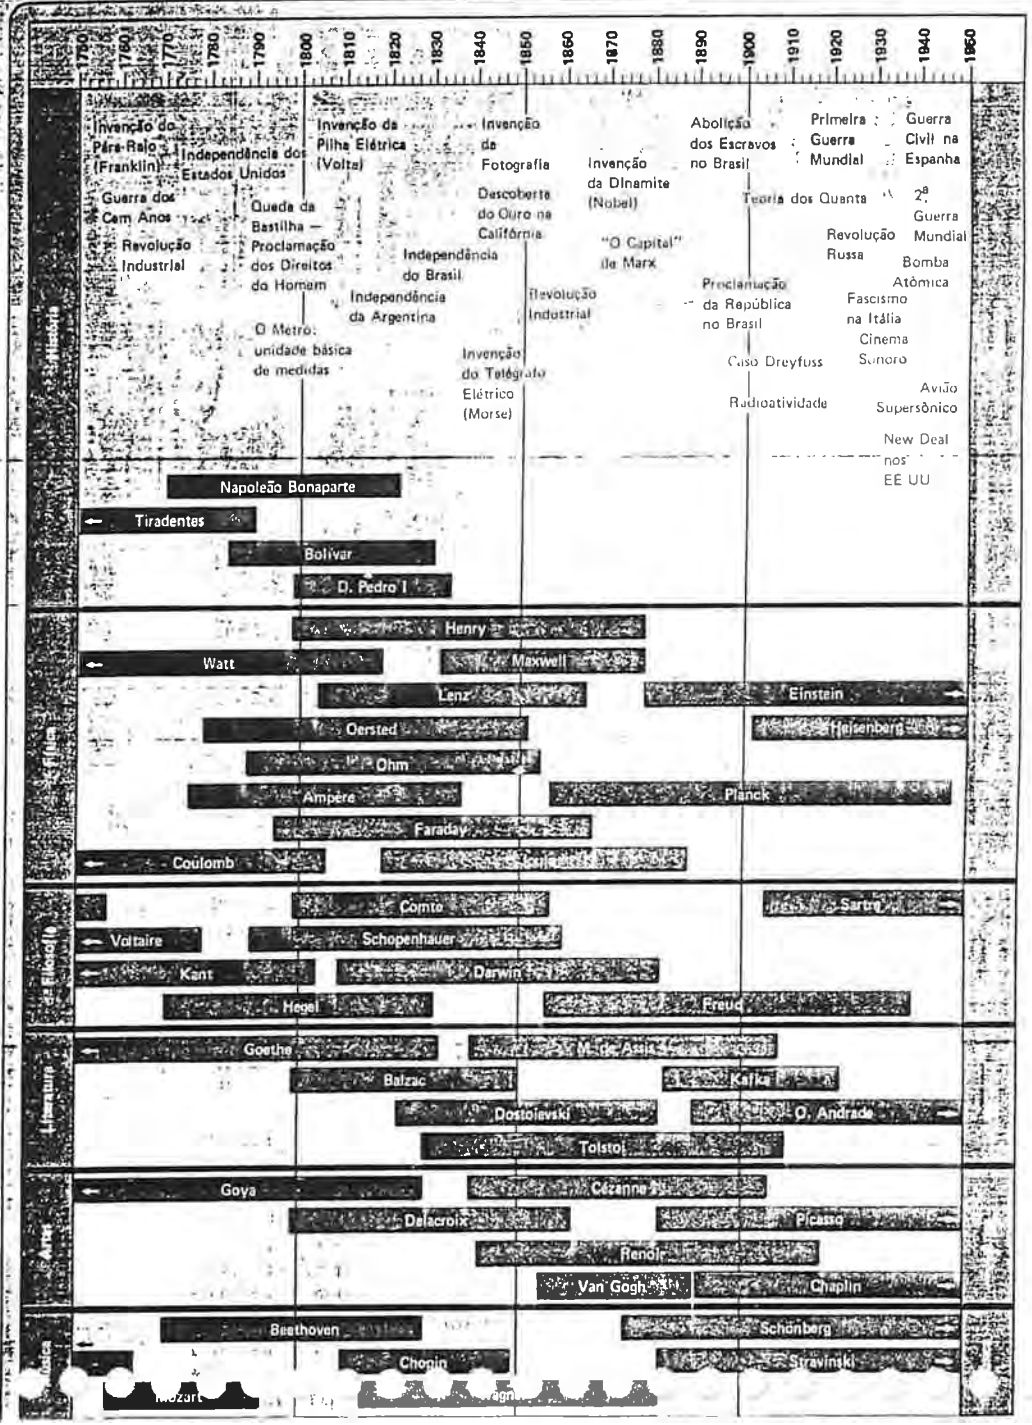 1750 1760 1770 1780 1790 1800 1810 1820 1830 1840 1850 1860 1870 1880 1890 1900 1910 1920 1930 1940 1950
Invenção do
Pára-Raio
(Franklin)
Guerra dos
Cem Anos
Revolução
Industrial
Independência dos
Estados Unidos
Queda da
Bastilha —
Proclamação
dos Direitos
do Homem
O Metro:
unidade básica
de medidas
Invenção da
Pilha Elétrica
(Volta)
Independência
do Brasil
Independência
da Argentina
Invenção
da
Fotografia
Descoberta
do Ouro na
Califórnia
Invenção
do Telégrafo
Elétrico
(Morse)
Revolução
Industrial
Invenção
da Dinamite
(Nobel)
"O Capital"
de Marx
Abolição
dos Escravos
no Brasil
Proclamação
da República
no Brasil
Teoria dos Quanta
Caso Dreyfuss
Radioatividade
Primeira
Guerra
Mundial
Revolução
Russa
Fascismo
na Itália
Cinema
Sonoro
Guerra
Civil na
Espanha
2ª
Guerra
Mundial
Bomba
Atômica
Avião
Supersônico
New Deal
nos
EE UU
História
Napoleão Bonaparte
Tiradentes
Bolívar
D. Pedro I
Henry
Watt
Maxwell
Lenz
Einstein
Oersted
Heisenberg
Ohm
Ampère
Planck
Faraday
Coulomb
Filosofia
Comte
Sartre
Voltaire
Schopenhauer
Kant
Darwin
Hegel
Freud
Literatura
Goethe
M. de Assis
Balzac
Kafka
Dostoievski
O. Andrade
Tolstoi
Arte
Goya
Cézanne
Delacroix
Picasso
Renoir
Van Gogh
Chaplin
Beethoven
Schönberg
Chopin
Stravinski
Mozart